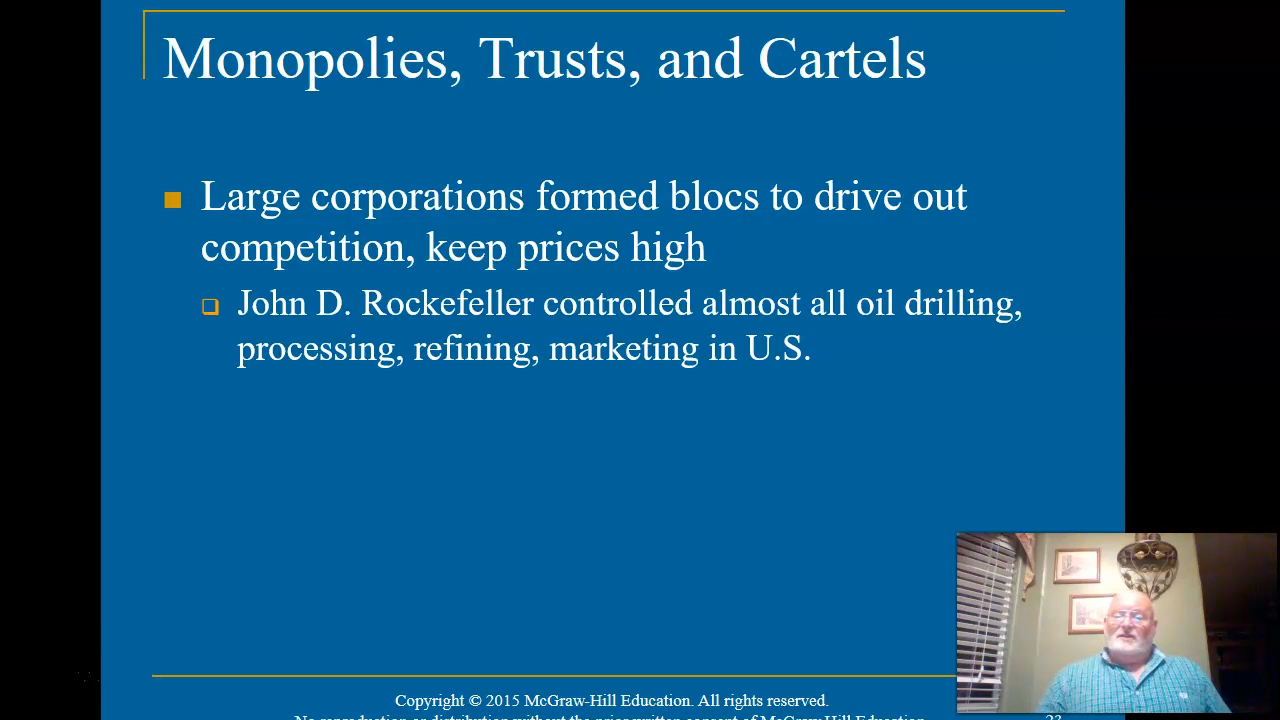 Monopolies, Trusts, and Cartels
Large corporations formed blocs to drive out
competition, keep prices high
John D. Rockefeller controlled almost all oil drilling,
processing, refining, marketing in U.S.
Copyright © 2015 McGraw-Hill Education. All rights reserved.
No reproduction or distribution without the prior written consent of McGraw-Hill Education
23